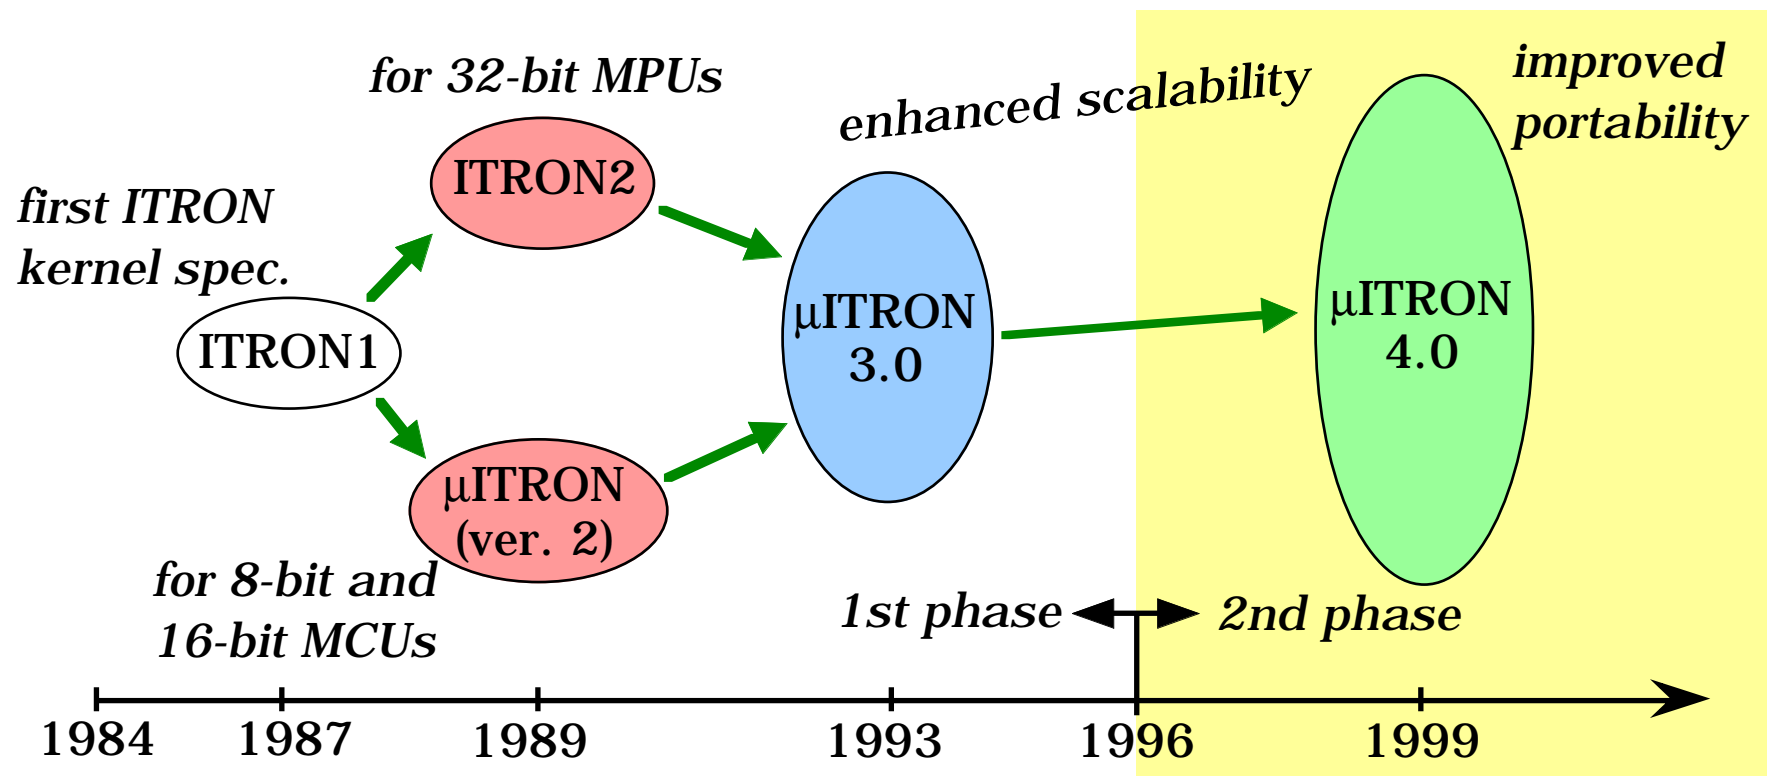 for 32-bit MPUs
enhanced scalability
improved
portability
ITRON2
first ITRON
kernel spec.
ITRON1
μITRON
3.0
μITRON
4.0
μITRON
(ver. 2)
for 8-bit and
16-bit MCUs
1st phase
2nd phase
1984 1987 1989 1993 1996 1999